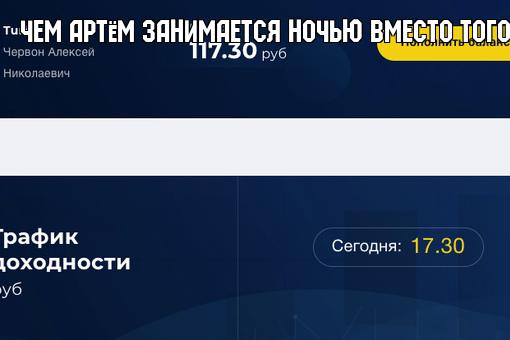 ЧЕМ АРТЁМ ЗАНИМАЕТСЯ НОЧЬЮ ВМЕСТО ТОГО
Червон Алексей
Николаевич
117.30 руб
Пополнить баланс
График
доходности
руб
Сегодня: 17.30